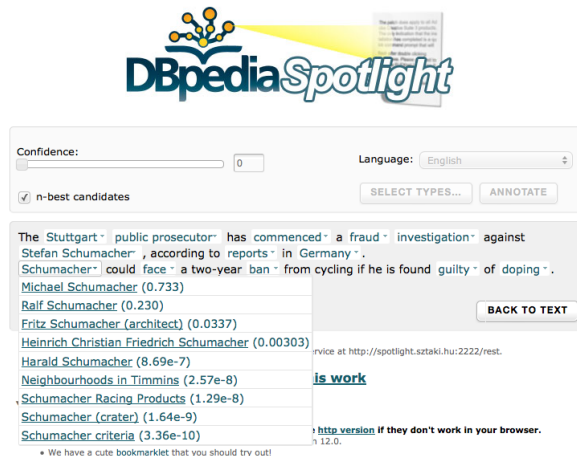 DBpedia Spotlight
Confidence:
0
Language: English
n-best candidates
SELECT TYPES...
ANNOTATE
The Stuttgart public prosecutor has commenced a fraud investigation against
Stefan Schumacher , according to reports in Germany .
Schumacher could face a two-year ban from cycling if he is found guilty of doping .
Michael Schumacher (0.733)
Ralf Schumacher (0.230)
Fritz Schumacher (architect) (0.0337)
Heinrich Christian Friedrich Schumacher (0.00303)
Harald Schumacher (8.69e-7)
Neighbourhoods in Timmins (2.57e-8)
Schumacher Racing Products (1.29e-8)
Schumacher (crater) (1.64e-9)
Schumacher criteria (3.36e-10)
BACK TO TEXT
rvice at http://spotlight.sztaki.hu:2222/rest.
is work
http version if they don't work in your browser.
12.0.
• We have a cute bookmarklet that you should try out!